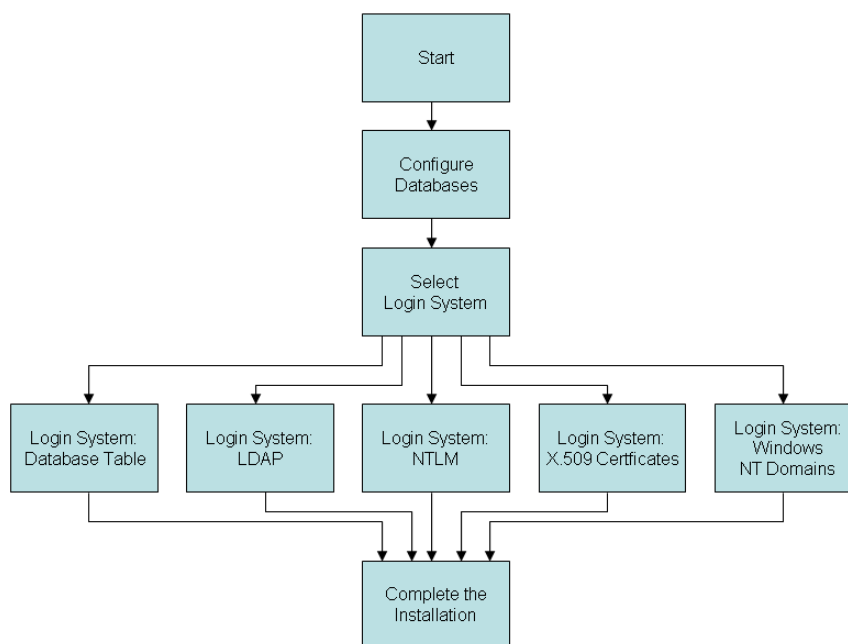 Start
Configure
Databases
Select
Login System
Login System:
Database Table
Login System:
LDAP
Login System:
NTLM
Login System:
X.509 Certficates
Login System:
Windows
NT Domains
Complete the
Installation